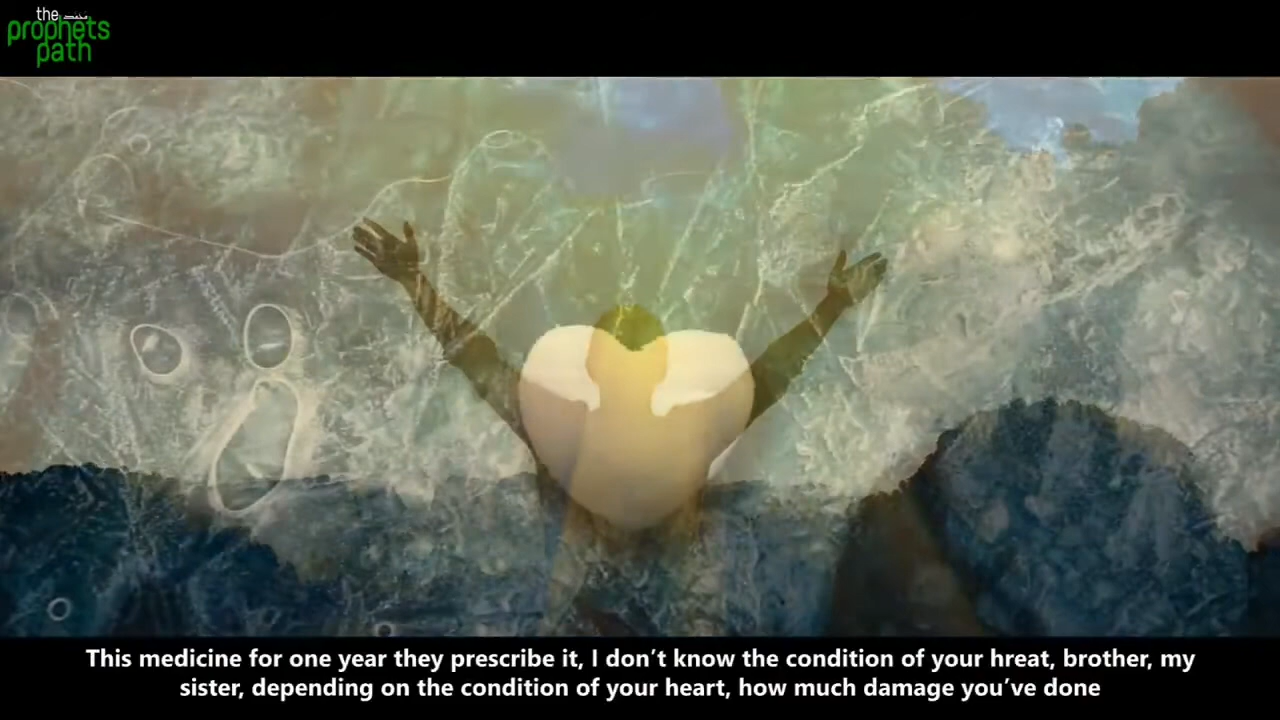 the
prophets
path
This medicine for one year they prescribe it, I don’t know the condition of your hreat, brother, my
sister, depending on the condition of your heart, how much damage you’ve done